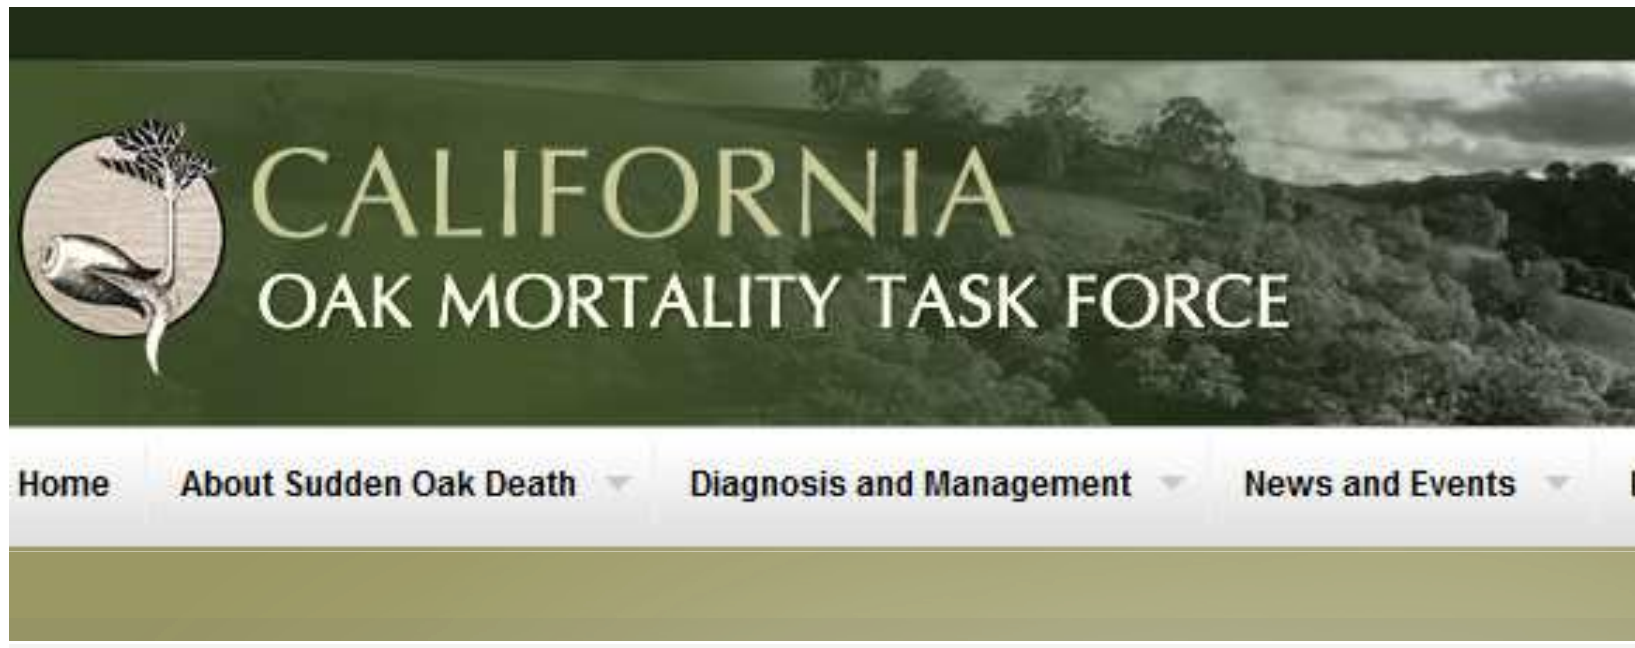 CALIFORNIA
OAK MORTALITY TASK FORCE
Home About Sudden Oak Death Diagnosis and Management News and Events